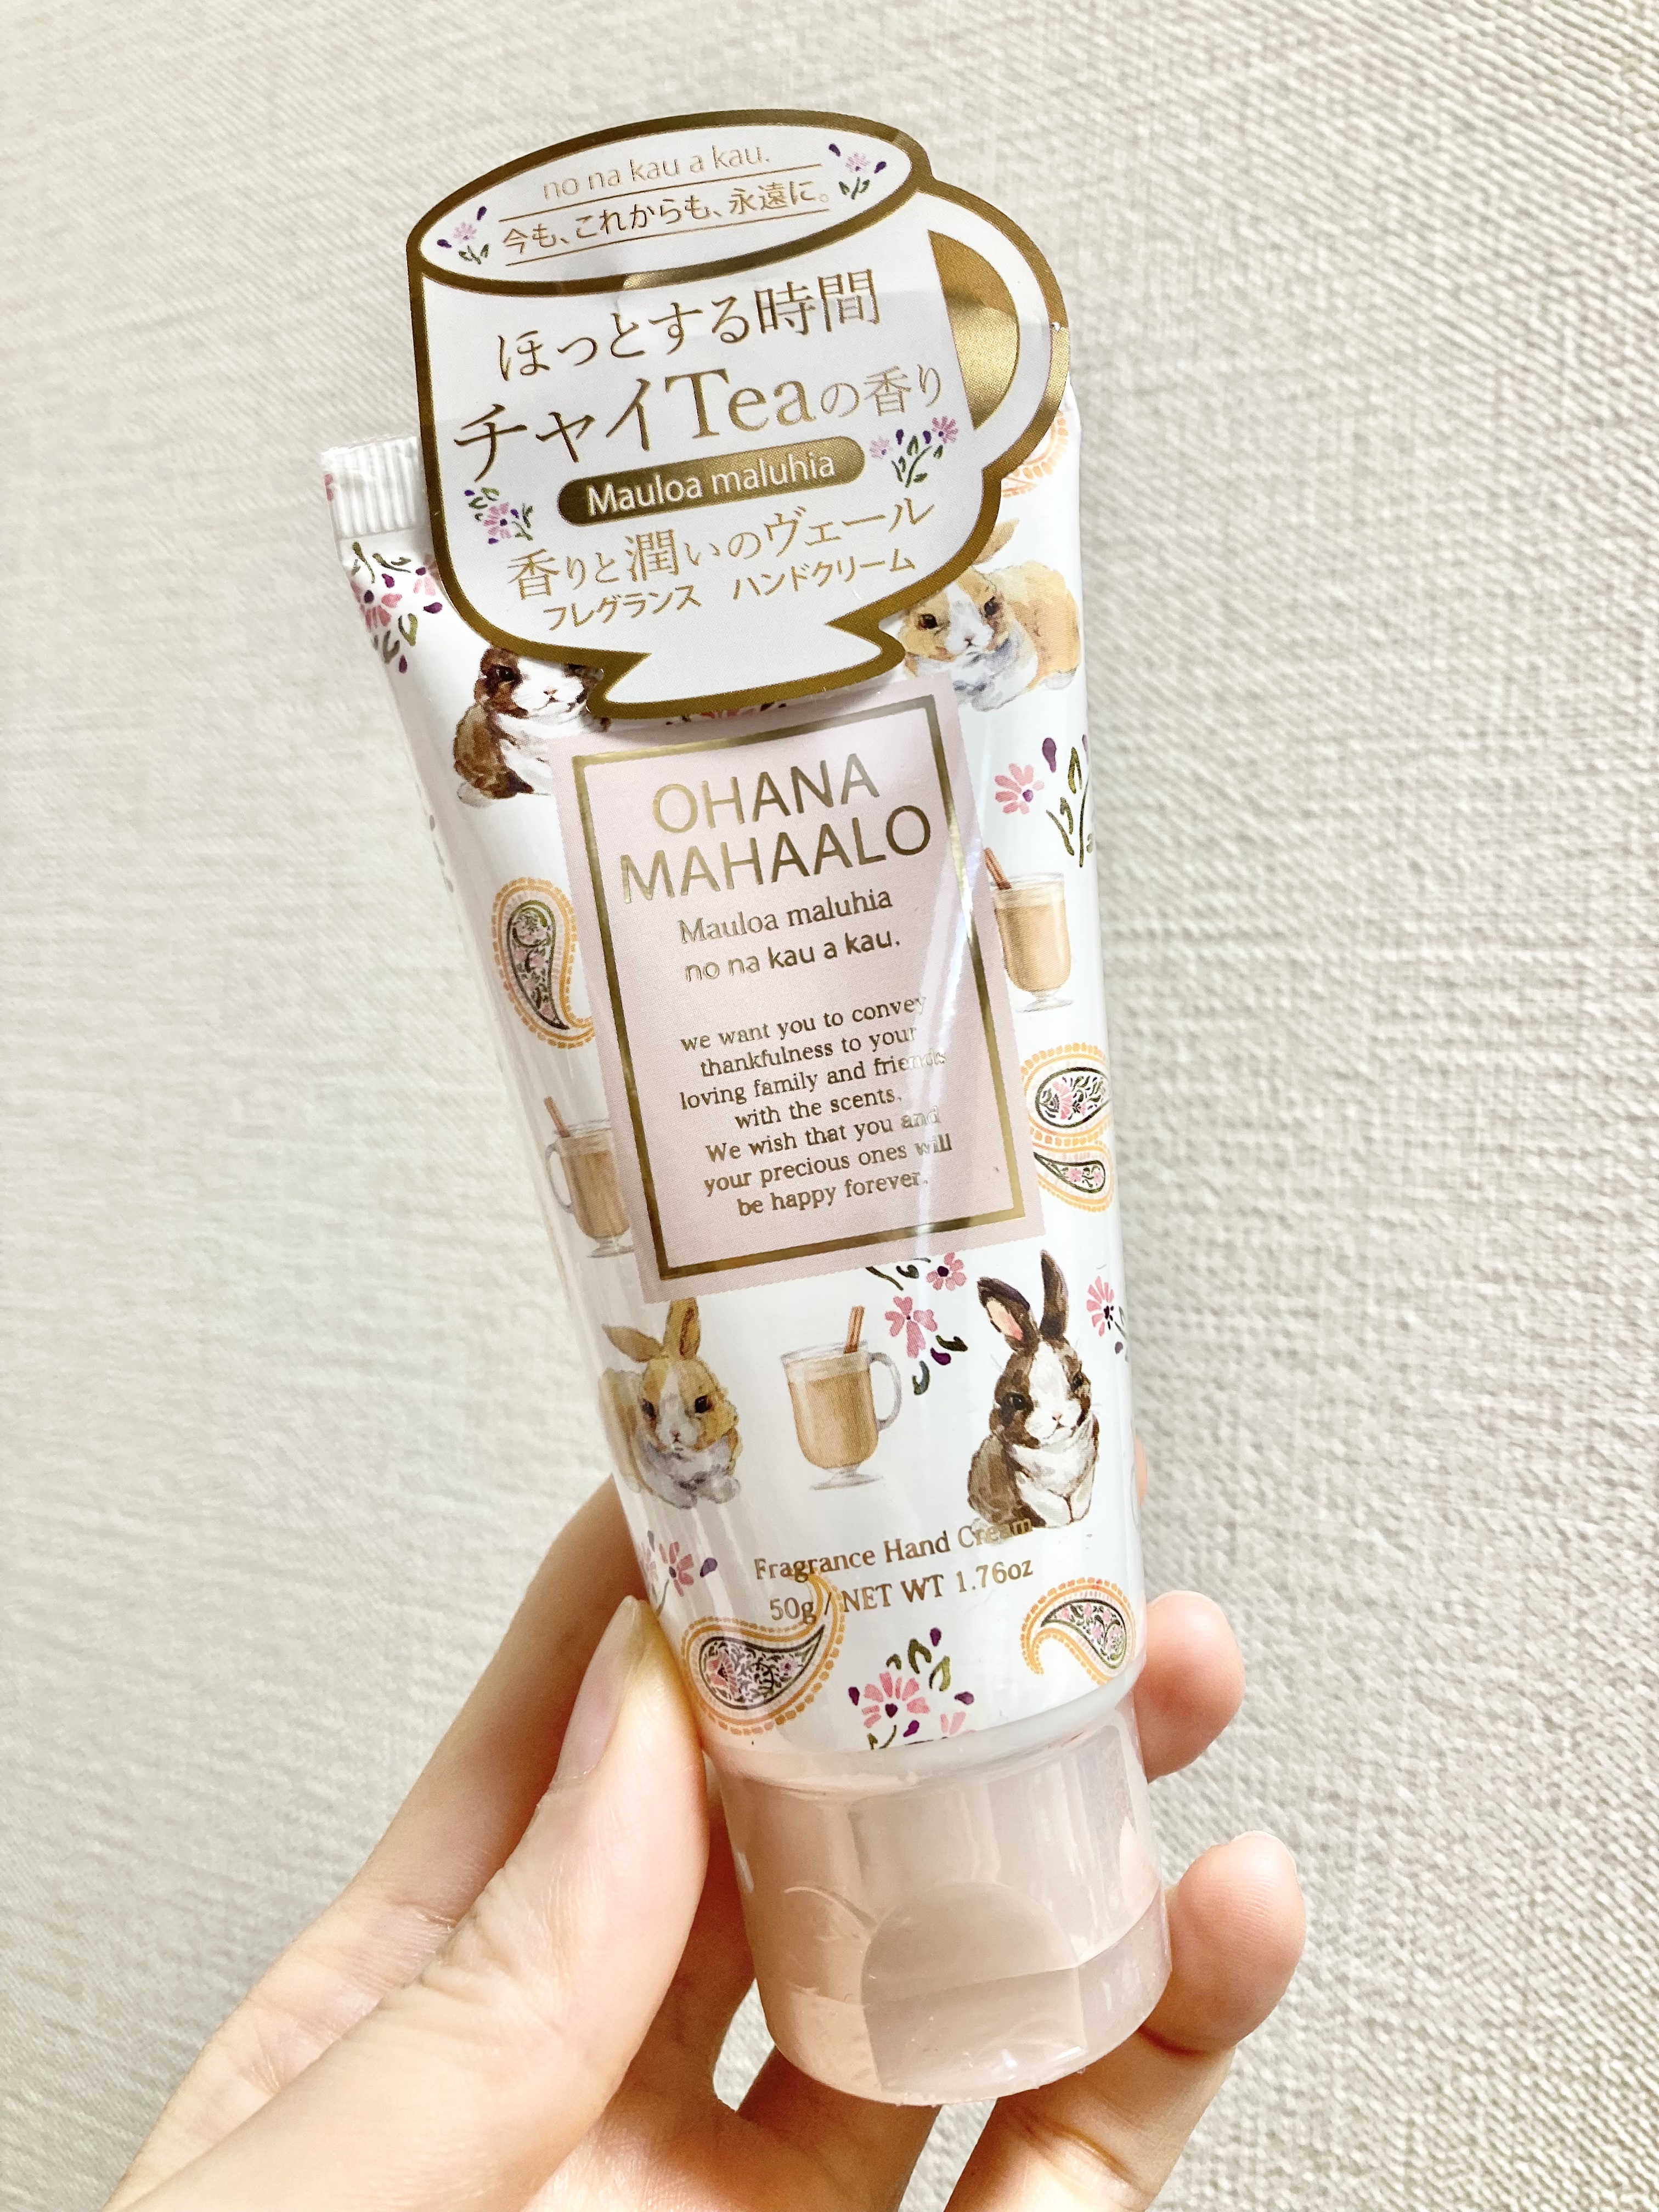 no na kau a kau.
今も、これからも、永遠に。
ほっとする時間
チャイTeaの香り
Mauloa maluhia
香りと潤いのヴェール
フレグランス ハンドクリーム
OHANA
MAHAALO
Mauloa maluhia
no na kau a kau.
we want you to convey
thankfulness to your
loving family and friends
with the scents.
We wish that you and
your precious ones will
be happy forever.
Fragrance Hand Cream
50g / NET WT 1.76oz